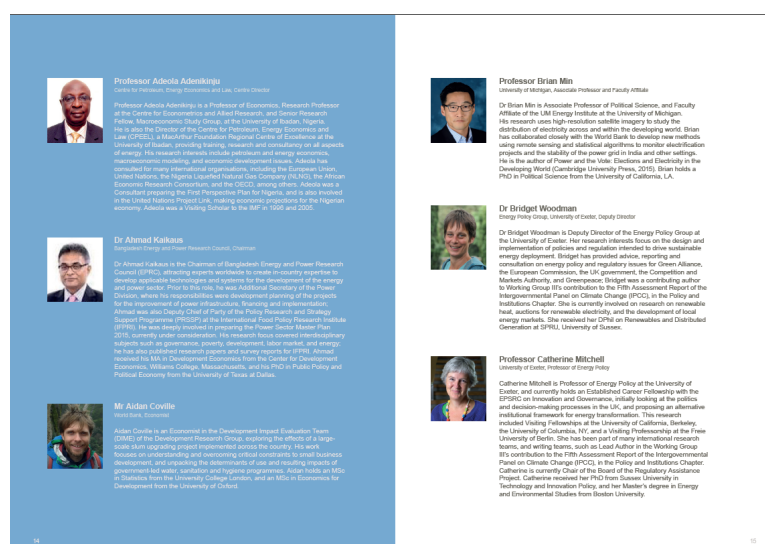 Professor Adeola Adenikinju
Centre for Petroleum, Energy Economics and Law, Centre Director
Professor Adeola Adenikinju is a Professor of Economics, Research Professor
at the Centre for Econometrics and Allied Research, and Senior Research
Fellow, Macroeconomic Study Group, at the University of Ibadan, Nigeria.
He is also the Director of the Centre for Petroleum, Energy Economics and
Law (CPEEL), a MacArthur Foundation Regional Centre of Excellence at the
University of Ibadan, providing training, research and consultancy on all aspects
of energy. His research interests include petroleum and energy economics,
macroeconomic modeling, and economic development issues. Adeola has
consulted for many international organisations, including the European Union,
United Nations, the Nigeria Liquefied Natural Gas Company (NLNG), the African
Economic Research Consortium, and the OECD, among others. Adeola was a
Consultant preparing the First Perspective Plan for Nigeria, and is also involved
in the United Nations Project Link, making economic projections for the Nigerian
economy. Adeola was a Visiting Scholar to the IMF in 1995 and 2005.
Dr Ahmad Kaikaus
Bangladesh Energy and Power Research Council, Chairman
Dr Ahmad Kaikaus is the Chairman of Bangladesh Energy and Power Research
Council (EPRC), attracting experts worldwide to create in-country expertise to
develop applicable technologies and systems for the development of the energy
and power sector. Prior to this role, he was Additional Secretary of the Power
Division, where his responsibilities were development planning of the projects
for the improvement of power infrastructure, financing and implementation;
Ahmad was also Deputy Chief of Party of the Policy Research and Strategy
Support Programme (PRSSP) at the International Food Policy Research Institute
(IFPRI). He was deeply involved in preparing the Power Sector Master Plan
2015, currently under consideration. His research focus covered interdisciplinary
subjects such as governance, poverty, development, labor market, and energy;
he has also published research papers and survey reports for IFPRI. Ahmad
received his MA in Development Economics from the Center for Development
Economics, Williams College, Massachusetts, and his PhD in Public Policy and
Political Economy from the University of Texas at Dallas.
Mr Aidan Coville
World Bank, Economist
Aidan Coville is an Economist in the Development Impact Evaluation Team
(DIME) of the Development Research Group, exploring the effects of a large-
scale slum upgrading project implemented across the country. His work
focuses on understanding and overcoming critical constraints to small business
development, and unpacking the determinants of use and resulting impacts of
government-led water, sanitation and hygiene programmes. Aidan holds an MSc
in Statistics from the University College London, and an MSc in Economics for
Development from the University of Oxford.
14
Professor Brian Min
University of Michigan, Associate Professor and Faculty Affiliate
Dr Brian Min is Associate Professor of Political Science, and Faculty
Affiliate of the UM Energy Institute at the University of Michigan.
His research uses high-resolution satellite imagery to study the
distribution of electricity across and within the developing world. Brian
has collaborated closely with the World Bank to develop new methods
using remote sensing and statistical algorithms to monitor electrification
projects and the stability of the power grid in India and other settings.
He is the author of Power and the Vote: Elections and Electricity in the
Developing World (Cambridge University Press, 2015). Brian holds a
PhD in Political Science from the University of California, L.A.
Dr Bridget Woodman
Energy Policy Group, University of Exeter, Deputy Director
Dr Bridget Woodman is Deputy Director of the Energy Policy Group at
the University of Exeter. Her research interests focus on the design and
implementation of policies and regulation intended to drive sustainable
energy deployment. Bridget has provided advice, reporting and
consultation on energy policy and regulatory issues for Green Alliance,
the European Commission, the UK government, the Competition and
Markets Authority, and Greenpeace; Bridget was a contributing author
to Working Group III's contribution to the Fifth Assessment Report of the
Intergovernmental Panel on Climate Change (IPCC), in the Policy and
Institutions Chapter. She is currently involved on research on renewable
heat, auctions for renewable electricity, and the development of local
energy markets. She received her DPhil on Renewables and Distributed
Generation at SPRU, University of Sussex.
Professor Catherine Mitchell
University of Exeter, Professor of Energy Policy
Catherine Mitchell is Professor of Energy Policy at the University of
Exeter, and currently holds an Established Career Fellowship with the
EPSRC on Innovation and Governance, initially looking at the politics
and decision-making processes in the UK, and proposing an alternative
institutional framework for energy transformation. This research
included Visiting Fellowships at the University of California, Berkeley,
the University of Columbia, NY, and a Visiting Professorship at the Freie
University of Berlin. She has been part of many international research
teams, and writing teams, such as Lead Author in the Working Group
III's contribution to the Fifth Assessment Report of the Intergovernmental
Panel on Climate Change (IPCC), in the Policy and Institutions Chapter.
Catherine is currently Chair of the Board of the Regulatory Assistance
Project. Catherine received her PhD from Sussex University in
Technology and Innovation Policy, and her Master's degree in Energy
and Environmental Studies from Boston University.
15